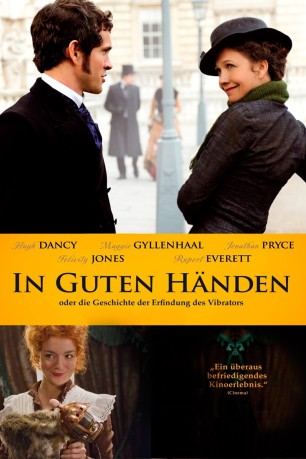 Hugh DANCY Maggie GYLLENHAAL Jonathan PRYCE
Felicity JONES Rupert EVERETT
IN GUTEN HÄNDEN
oder die Geschichte der Erfindung des Vibrators
„Ein überaus
befriedigendes
Kinoerlebnis.“
(Cinema)